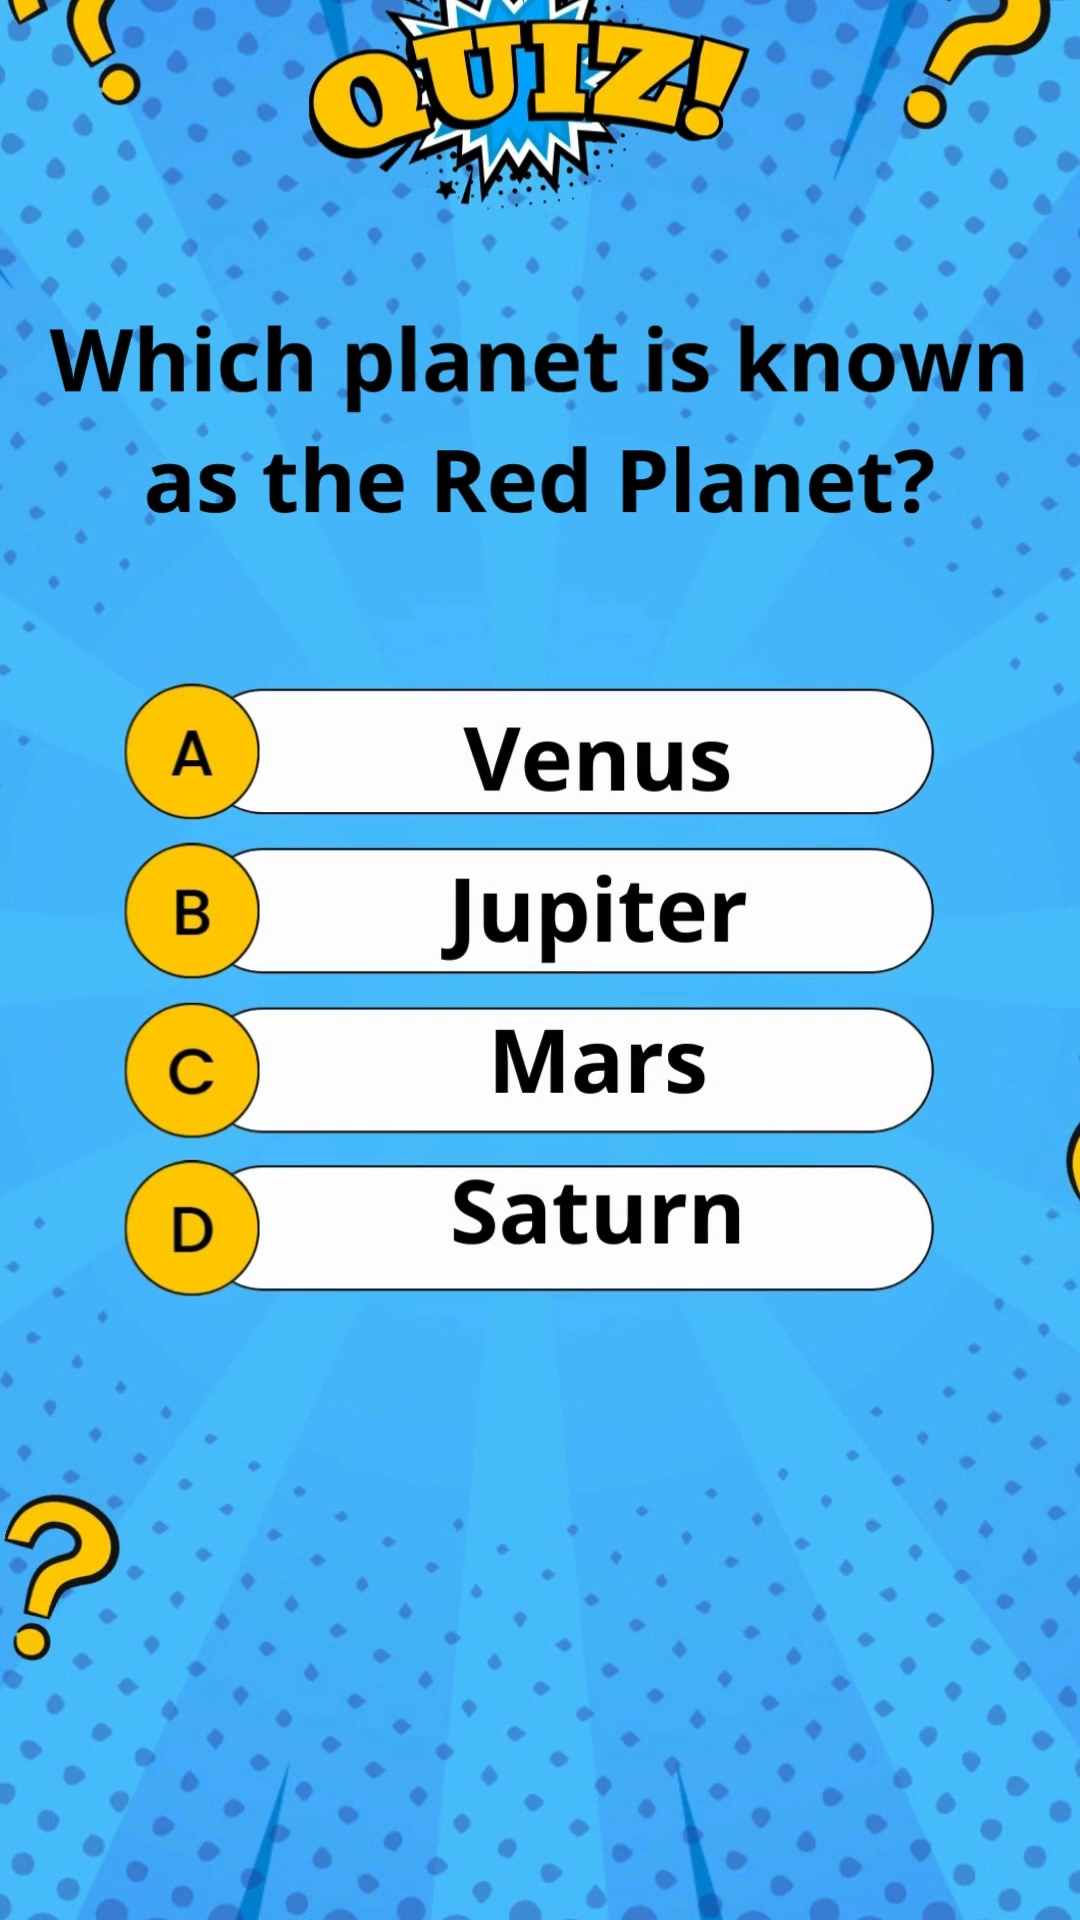 QUIZ!
Which planet is known
as the Red Planet?
A Venus
B Jupiter
C Mars
D Saturn